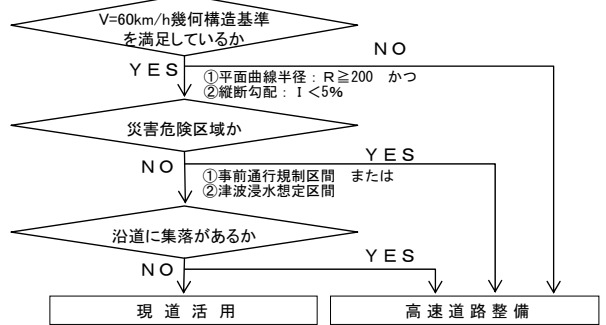 V=60km/h幾何構造基準
を満足しているか
NO
YES
①平面曲線半径：R≧200　かつ
②縦断勾配：I＜5%
災害危険区域か
YES
NO
①事前通行規制区間　または
②津波浸水想定区間
沿道に集落があるか
YES
NO
現道活用
高速道路整備